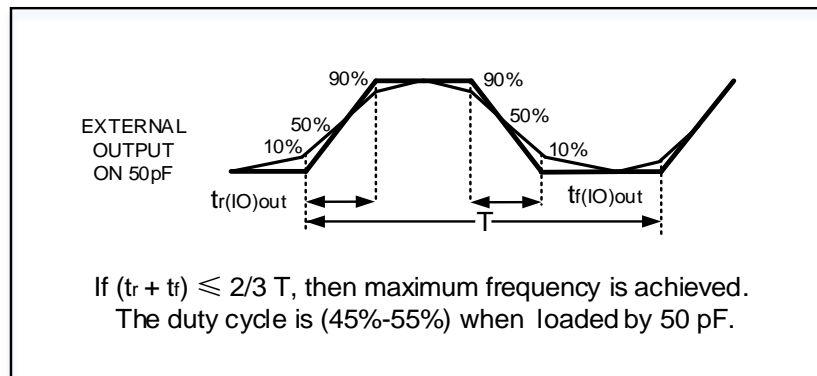 90%
90%
EXTERNAL
OUTPUT
ON 50pF
50%
50%
10%
10%
tr(IO)out
tf(IO)out
T
If (tr + tf) ≤ 2/3 T, then maximum frequency is achieved.
The duty cycle is (45%-55%) when loaded by 50 pF.